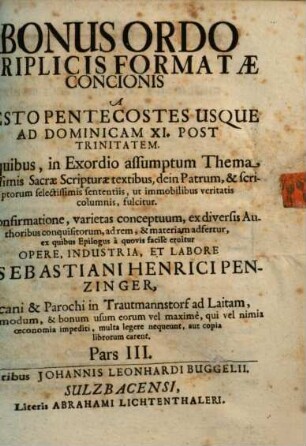 BONUS ORDO
RIPLICIS FORMATÆ
CONCIONIS
A
STO PENTECOSTES USQUE
AD DOMINICAM XI. POST
TRINITATEM.
quibus, in Exordio assumptum Thema,
simis Sacræ Scripturæ textibus, dein Patrum, & scri-
ptorum selectissimis sententiis, ut immobilibus veritatis
columnis, fulcitur.
onfirmatione, varietas conceptuum, ex diversis Au-
thoribus conquisitorum, ad rem, & materiam adfertur,
ex quibus Epilogus à quovis facile eruitur
OPERE, INDUSTRIA, ET LABORE
SEBASTIANI HENRICI PEN-
ZINGER,
cani & Parochi in Trautmannstorf ad Laitam,
modum, & bonum usum eorum vel maximè, qui vel nimia
œconomia impediti, multa legere nequeunt, aut copia
librorum carent.
Pars III.
tibus JOHANNIS LEONHARDI BUGGELII.
SULZBACENSI,
Literis ABRAHAMI LICHTENTHALERI.